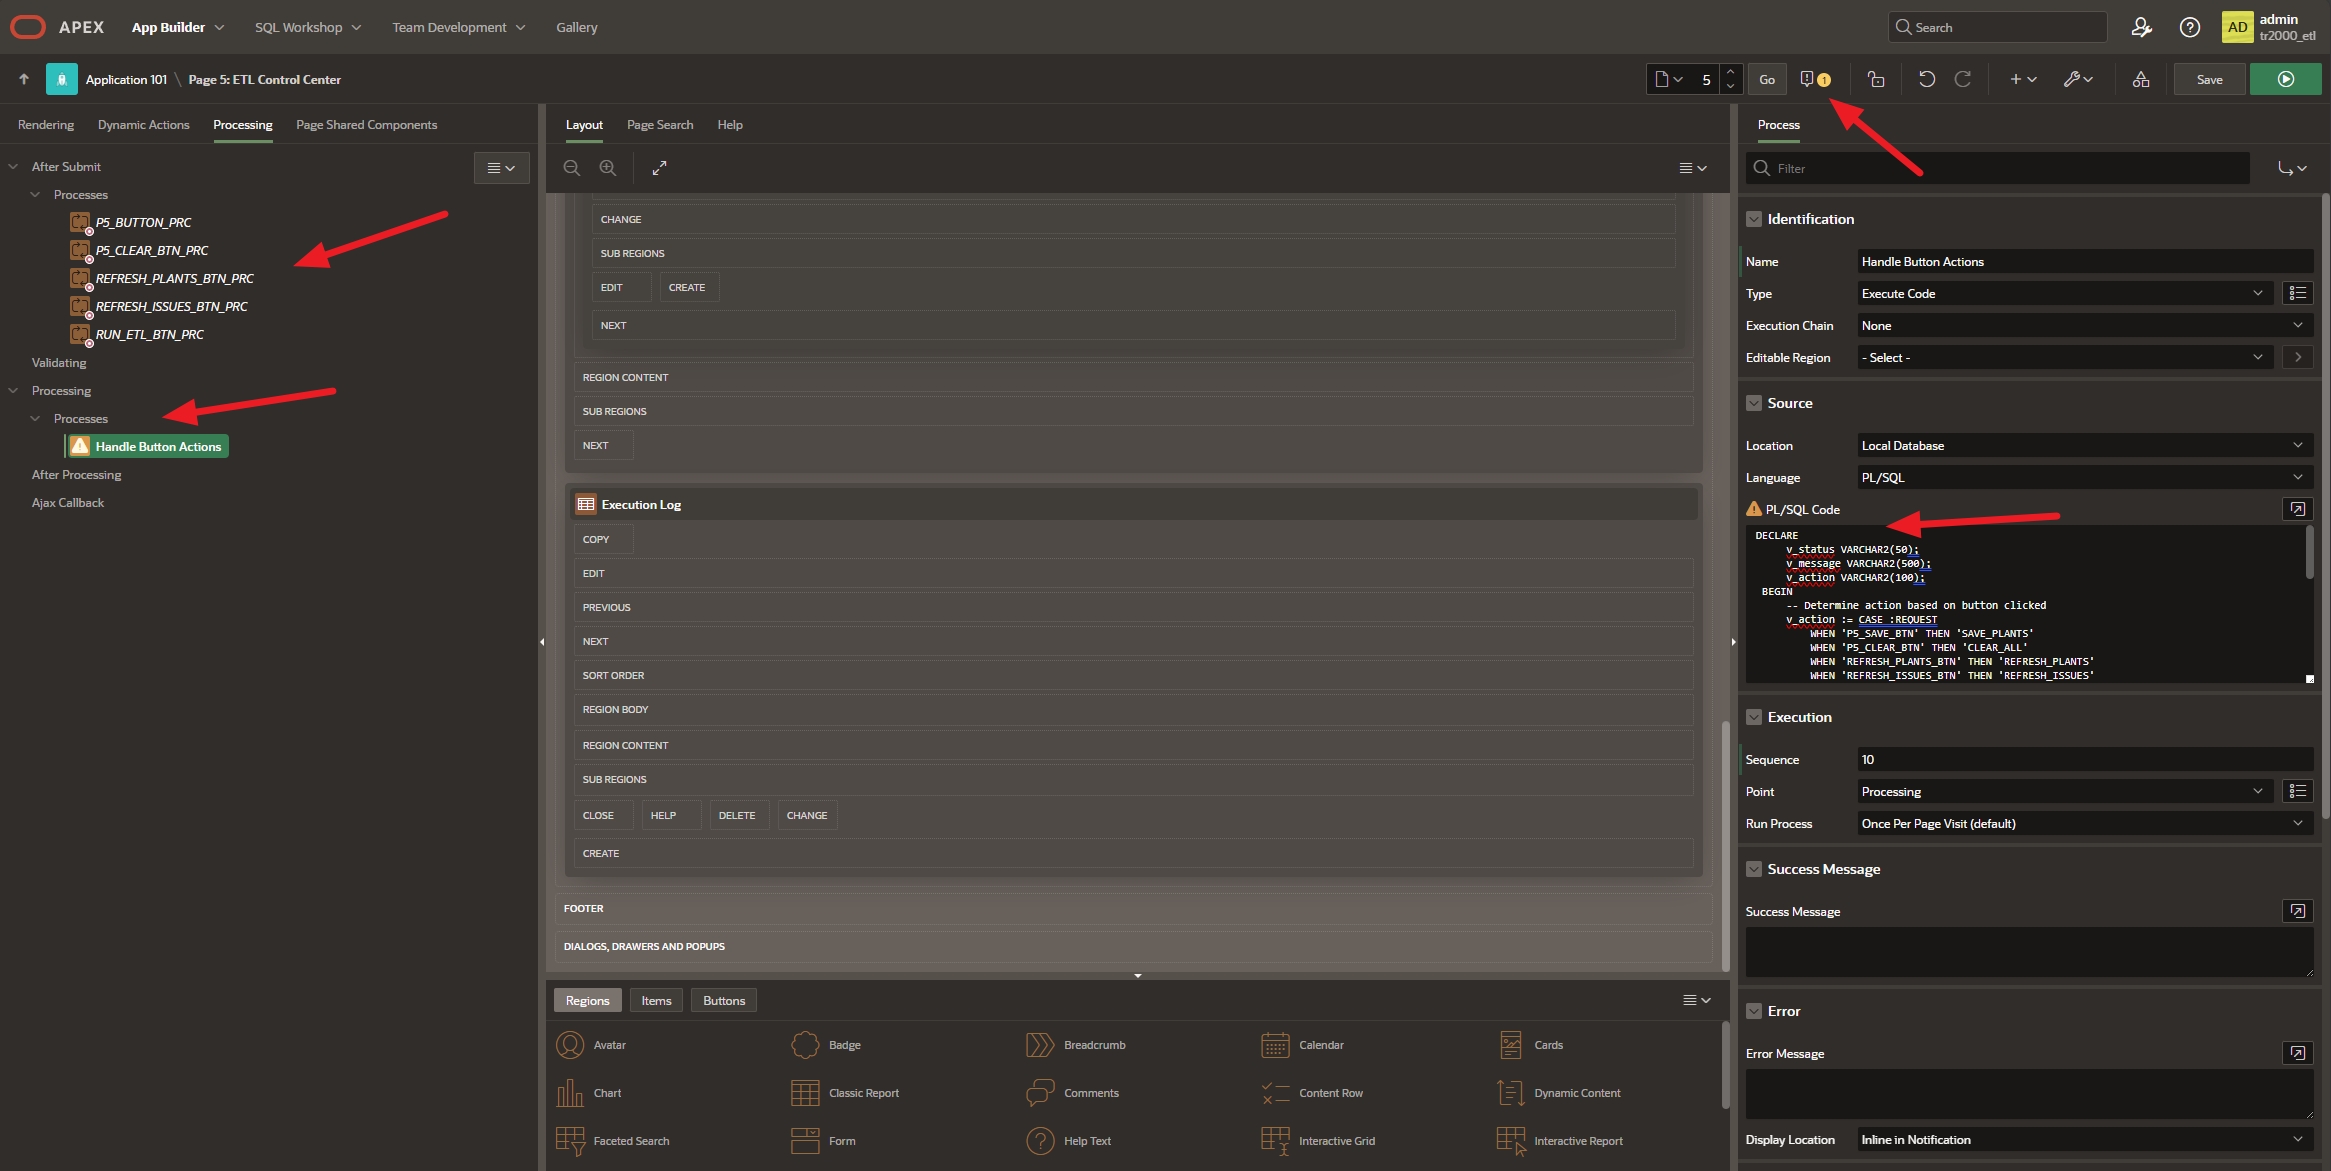 APEX App Builder SQL Workshop Team Development Gallery Search AD admin
tr2000_etl
Application 101 \ Page 5: ETL Control Center 5 Go 1 Save
Rendering Dynamic Actions Processing Page Shared Components
After Submit
Processes
P5_BUTTON_PRC
P5_CLEAR_BTN_PRC
REFRESH_PLANTS_BTN_PRC
REFRESH_ISSUES_BTN_PRC
RUN_ETL_BTN_PRC
Validating
Processing
Processes
Handle Button Actions
After Processing
Ajax Callback
Layout Page Search Help
CHANGE
SUB REGIONS
EDIT CREATE
NEXT
REGION CONTENT
SUB REGIONS
NEXT
Execution Log
COPY
EDIT
PREVIOUS
NEXT
SORT ORDER
REGION BODY
REGION CONTENT
SUB REGIONS
CLOSE HELP DELETE CHANGE
CREATE
FOOTER
DIALOGS, DRAWERS AND POPUPS
Regions Items Buttons
Avatar Badge Breadcrumb Calendar Cards
Chart Classic Report Comments Content Row Dynamic Content
Faceted Search Form Help Text Interactive Grid Interactive Report
Process
Filter
Identification
Name Handle Button Actions
Type Execute Code
Execution Chain None
Editable Region - Select -
Source
Location Local Database
Language PL/SQL
PL/SQL Code
DECLARE
v_status VARCHAR2(50);
v_message VARCHAR2(500);
v_action VARCHAR2(100);
BEGIN
-- Determine action based on button clicked
v_action := CASE :REQUEST
WHEN 'P5_SAVE_BTN' THEN 'SAVE_PLANTS'
WHEN 'P5_CLEAR_BTN' THEN 'CLEAR_ALL'
WHEN 'REFRESH_PLANTS_BTN' THEN 'REFRESH_PLANTS'
WHEN 'REFRESH_ISSUES_BTN' THEN 'REFRESH_ISSUES'
Execution
Sequence 10
Point Processing
Run Process Once Per Page Visit (default)
Success Message
Success Message
Error
Error Message
Display Location Inline in Notification